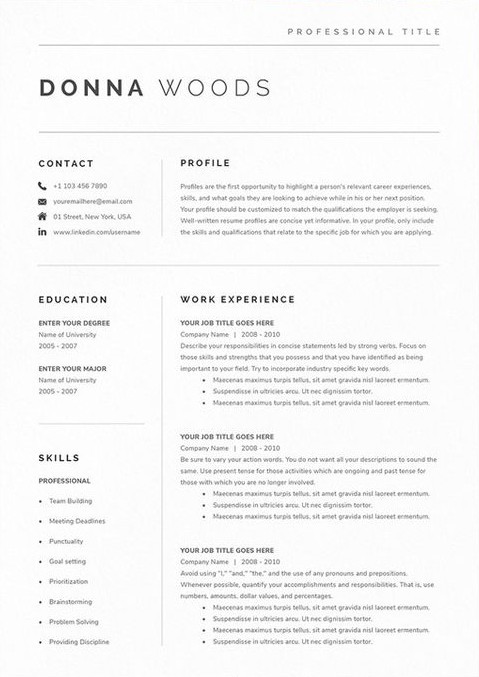 PROFESSIONAL TITLE
DONNA WOODS
CONTACT
+1 103 456 7890
youremailhere@email.com
01 Street, New York, USA
www.linkedin.com/username
PROFILE
Profiles are the first opportunity to highlight a person's relevant career experiences,
skills, and what goals they are looking to achieve while in his or her next position.
Your profile should be customized to match the qualifications the employer is seeking.
Well-written resume profiles are concise yet informative. In your profile, only include
the skills and qualifications that relate to the specific job for which you are applying.
EDUCATION
ENTER YOUR DEGREE
Name of University
2005 - 2007
ENTER YOUR MAJOR
Name of University
2005 - 2007
SKILLS
PROFESSIONAL
• Team Building
• Meeting Deadlines
• Punctuality
• Goal setting
• Prioritization
• Brainstorming
• Problem Solving
• Providing Discipline
WORK EXPERIENCE
YOUR JOB TITLE GOES HERE
Company Name | 2008 - 2010
Describe your responsibilities in concise statements led by strong verbs. Focus on
those skills and strengths that you possess and that you have identified as being
important to your field. Try to incorporate industry specific key words.
• Maecenas maximus turpis tellus, sit amet gravida nisl laoreet ermentum.
• Suspendisse in ultricies arcu. Ut nec dignissim tortor.
• Maecenas maximus turpis tellus, sit amet gravida nisl laoreet ermentum.
YOUR JOB TITLE GOES HERE
Company Name | 2008 - 2010
Be sure to vary your action words. You do not want all your descriptions to sound the
same. Use present tense for those activities which are ongoing and past tense for
those with which you are no longer involved.
• Maecenas maximus turpis tellus, sit amet gravida nisl laoreet ermentum.
• Suspendisse in ultricies arcu. Ut nec dignissim tortor.
• Maecenas maximus turpis tellus, sit amet gravida nisl laoreet ermentum.
YOUR JOB TITLE GOES HERE
Company Name | 2008 - 2010
Avoid using "I," "and," "the," and the use of any pronouns and prepositions.
Whenever possible, quantify your accomplishments and responsibilities. That is, use
numbers, amounts, dollar values, and percentages.
• Maecenas maximus turpis tellus, sit amet gravida nisl laoreet ermentum.
• Suspendisse in ultricies arcu. Ut nec dignissim tortor.
• Maecenas maximus turpis tellus, sit amet gravida nisl laoreet ermentum.
• Suspendisse in ultricies arcu. Ut nec dignissim tortor.